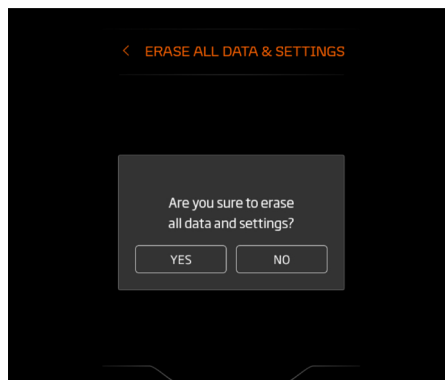 ERASE ALL DATA & SETTINGS
Are you sure to erase
all data and settings?
YES NO